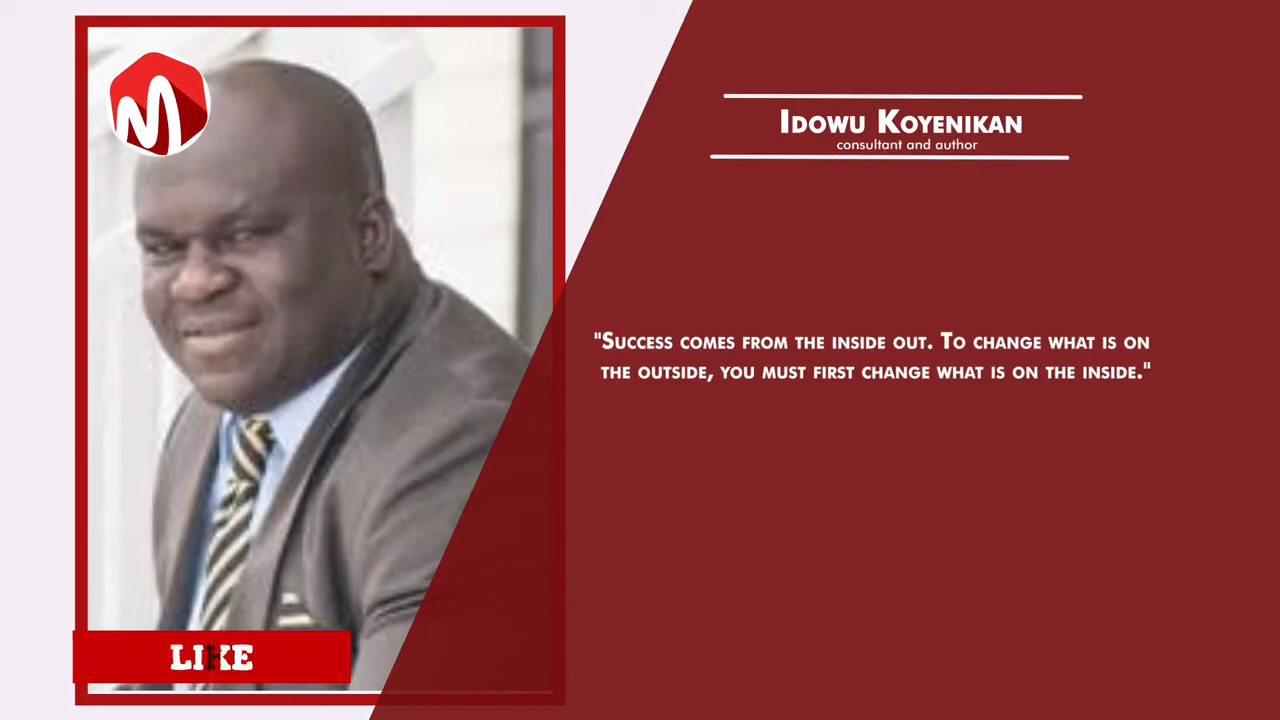 Idowu Koyenikan
consultant and author
"Success comes from the inside out. To change what is on
the outside, you must first change what is on the inside."
LIKE